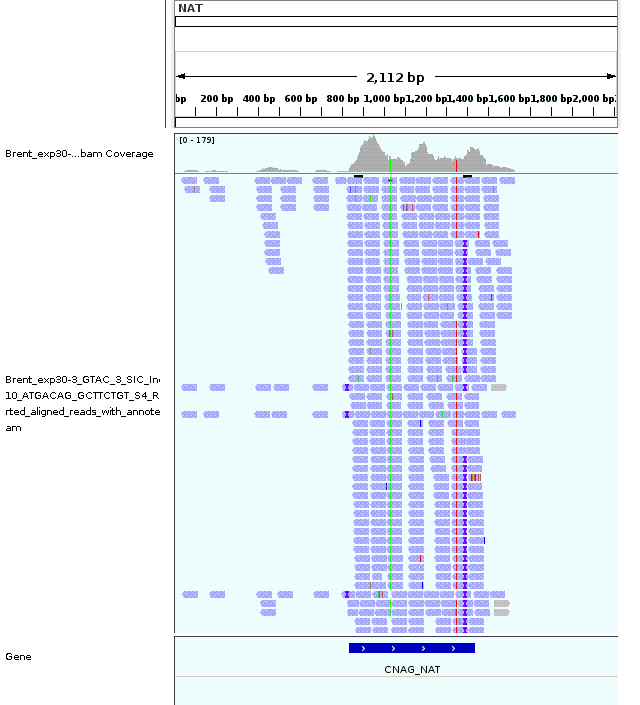 NAT
2,112 bp
bp 200 bp 400 bp 600 bp 800 bp 1,000 bp 1,200 bp 1,400 bp 1,600 bp 1,800 bp 2,000 bp
[0 - 179]
Brent_exp30-...bam Coverage
Brent_exp30-3_GTAC_3_SIC_In
10_ATGACAG_GCTTCTGT_S4_R
rted_aligned_reads_with_annote
am
Gene
CNAG_NAT